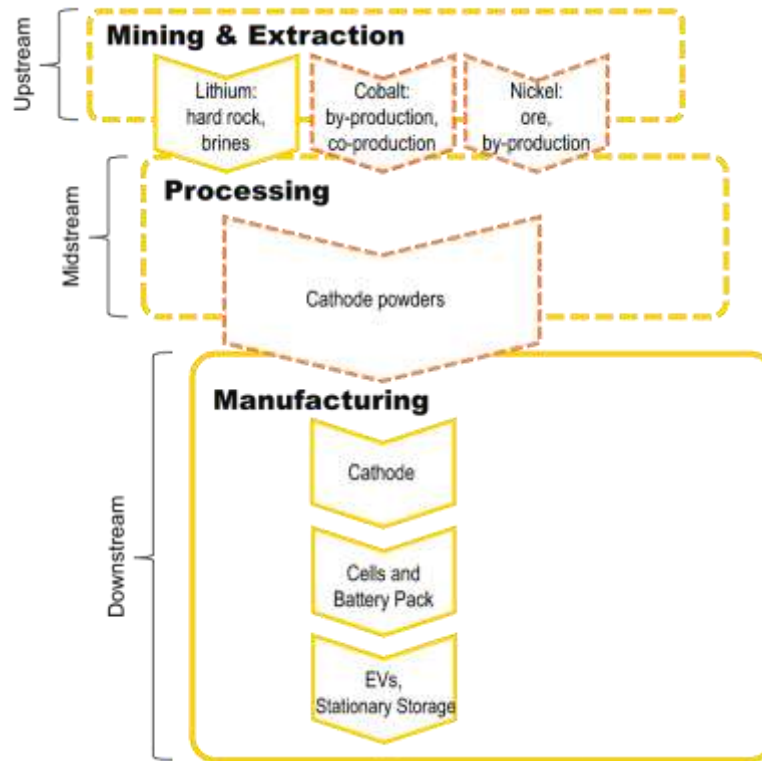 Upstream
Mining & Extraction
Lithium:
hard rock,
brines
Cobalt:
by-production,
co-production
Nickel:
ore,
by-production
Midstream
Processing
Cathode powders
Downstream
Manufacturing
Cathode
Cells and
Battery Pack
EVs,
Stationary Storage